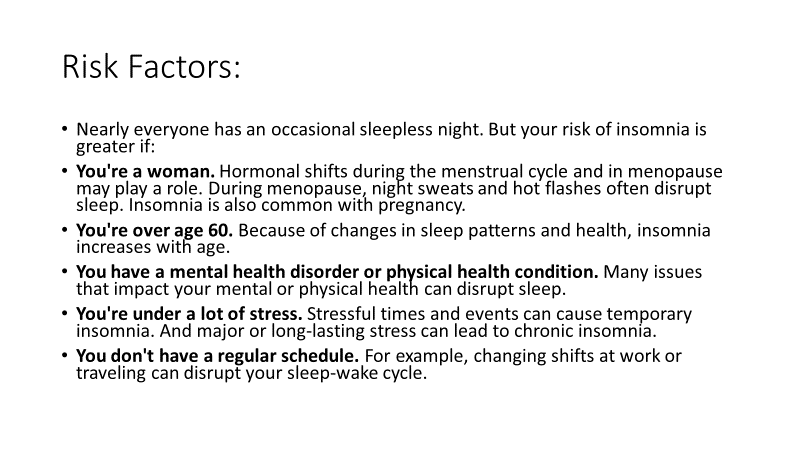 Risk Factors:
• Nearly everyone has an occasional sleepless night. But your risk of insomnia is
greater if:
• You're a woman. Hormonal shifts during the menstrual cycle and in menopause
may play a role. During menopause, night sweats and hot flashes often disrupt
sleep. Insomnia is also common with pregnancy.
• You're over age 60. Because of changes in sleep patterns and health, insomnia
increases with age.
• You have a mental health disorder or physical health condition. Many issues
that impact your mental or physical health can disrupt sleep.
• You're under a lot of stress. Stressful times and events can cause temporary
insomnia. And major or long-lasting stress can lead to chronic insomnia.
• You don't have a regular schedule. For example, changing shifts at work or
traveling can disrupt your sleep-wake cycle.